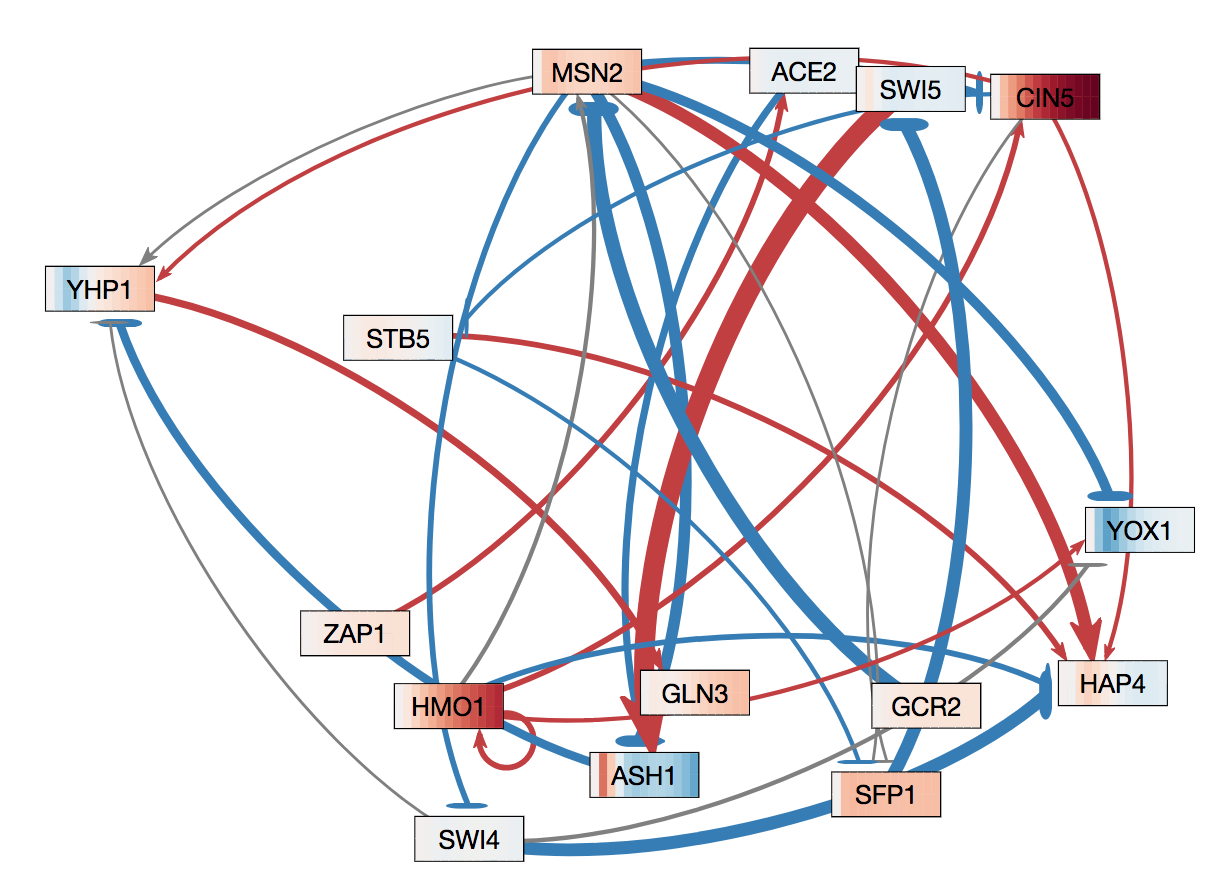 MSN2
ACE2
SWI5
CIN5
YHP1
STB5
YOX1
ZAP1
HMO1
GLN3
GCR2
HAP4
ASH1
SFP1
SWI4